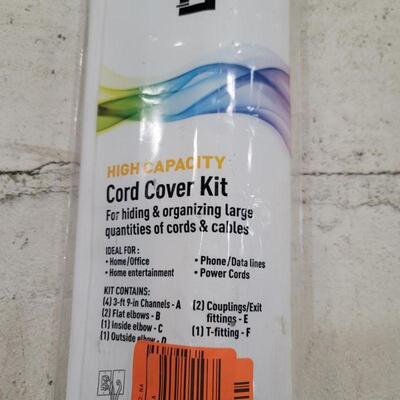 HIGH CAPACITY
Cord Cover Kit
For hiding & organizing large
quantities of cords & cables
IDEAL FOR :
• Home/Office
• Home entertainment
• Phone/Data lines
• Power Cords
KIT CONTAINS:
(4) 3-ft 9-in Channels - A
(2) Flat elbows - B
(1) Inside elbow - C
(1) Outside elbow - D
(2) Couplings/Exit
fittings - E
(1) T-fitting - F